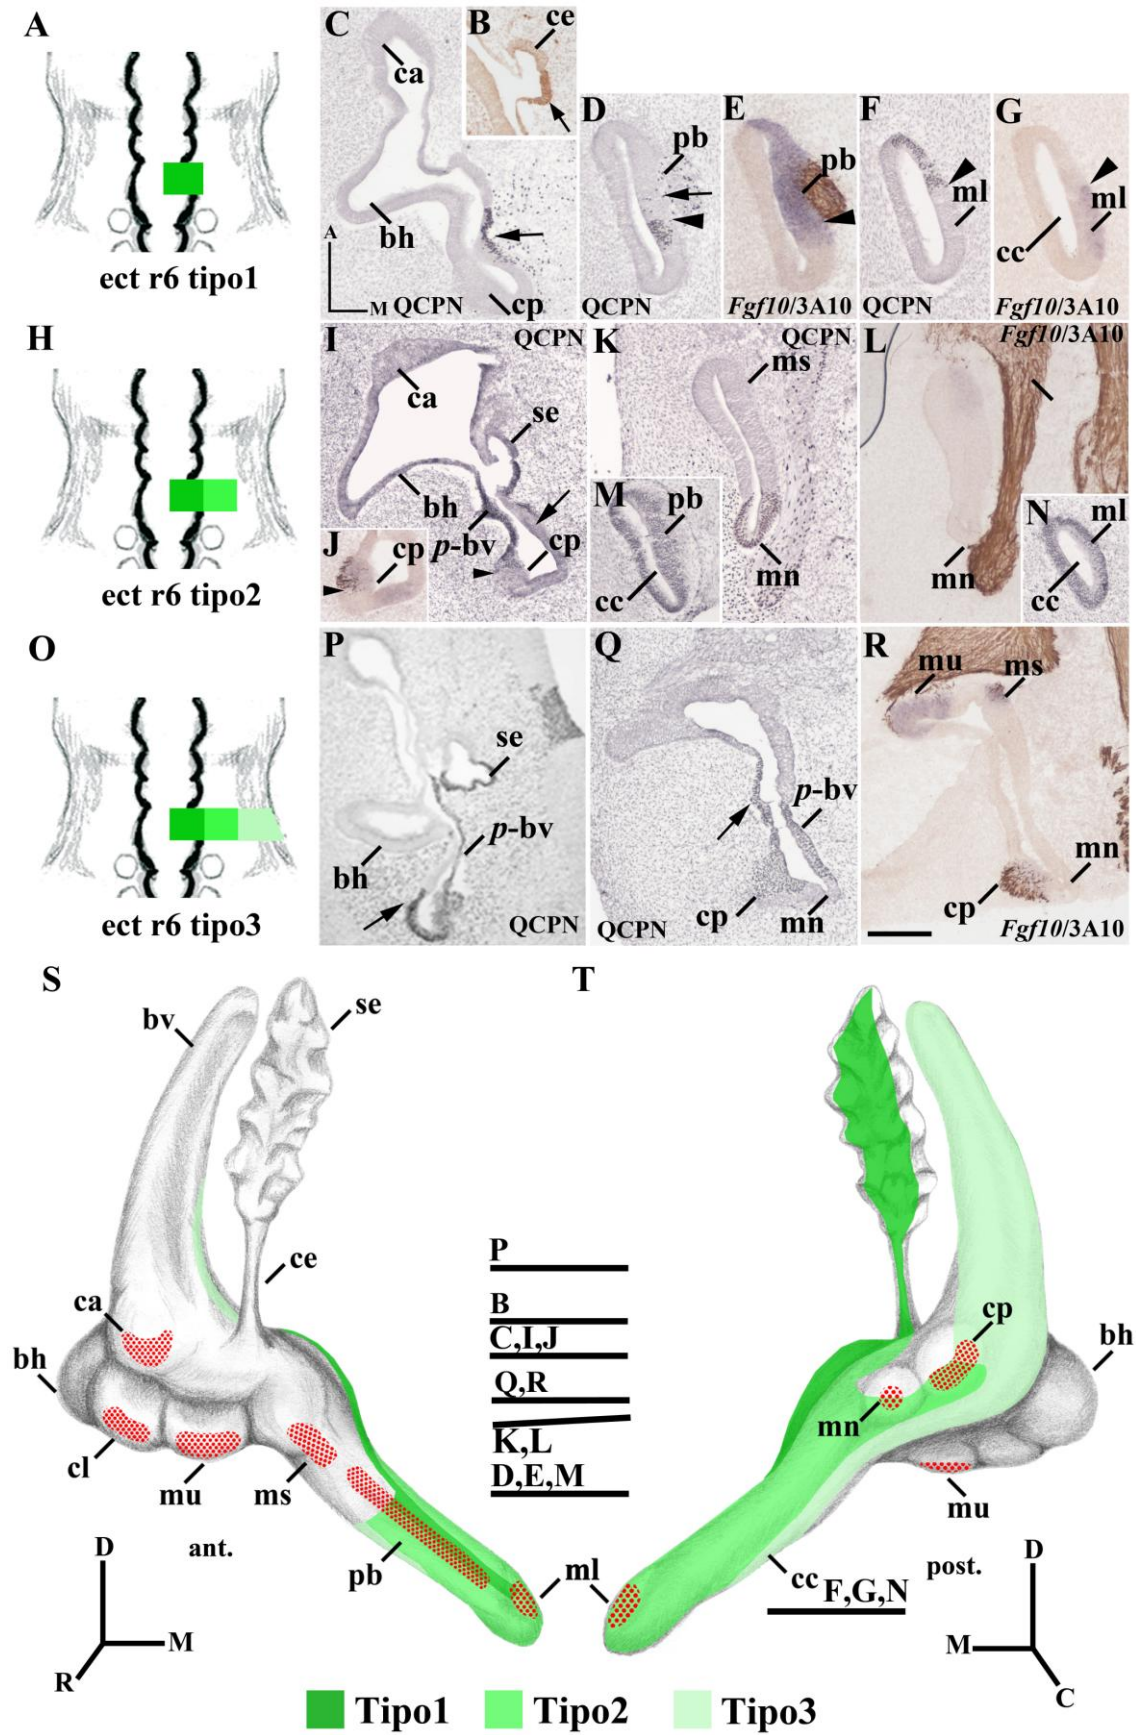 A
ect r6 tipo1
C
ca
bh
A
M QCPN
cp
B
ce
D
pb
QCPN
E
pb
Fgf10/3A10
F
ml
QCPN
G
ml
cc
Fgf10/3A10
H
ect r6 tipo2
I
QCPN
ca
se
bh
p-bv
cp
J
cp
K
QCPN
ms
mn
M
pb
cc
L
Fgf10/3A10
mn
N
ml
cc
O
ect r6 tipo3
P
se
p-bv
bh
QCPN
Q
p-bv
cp
mn
QCPN
R
mu
ms
mn
cp
Fgf10/3A10
S
bv
se
ce
ca
bh
cl
mu
ms
pb
ml
ant.
D
M
R
P
B
C,I,J
Q,R
K,L
D,E,M
T
cp
bh
mn
mu
cc
F,G,N
post.
D
M
C
Tipo1
Tipo2
Tipo3